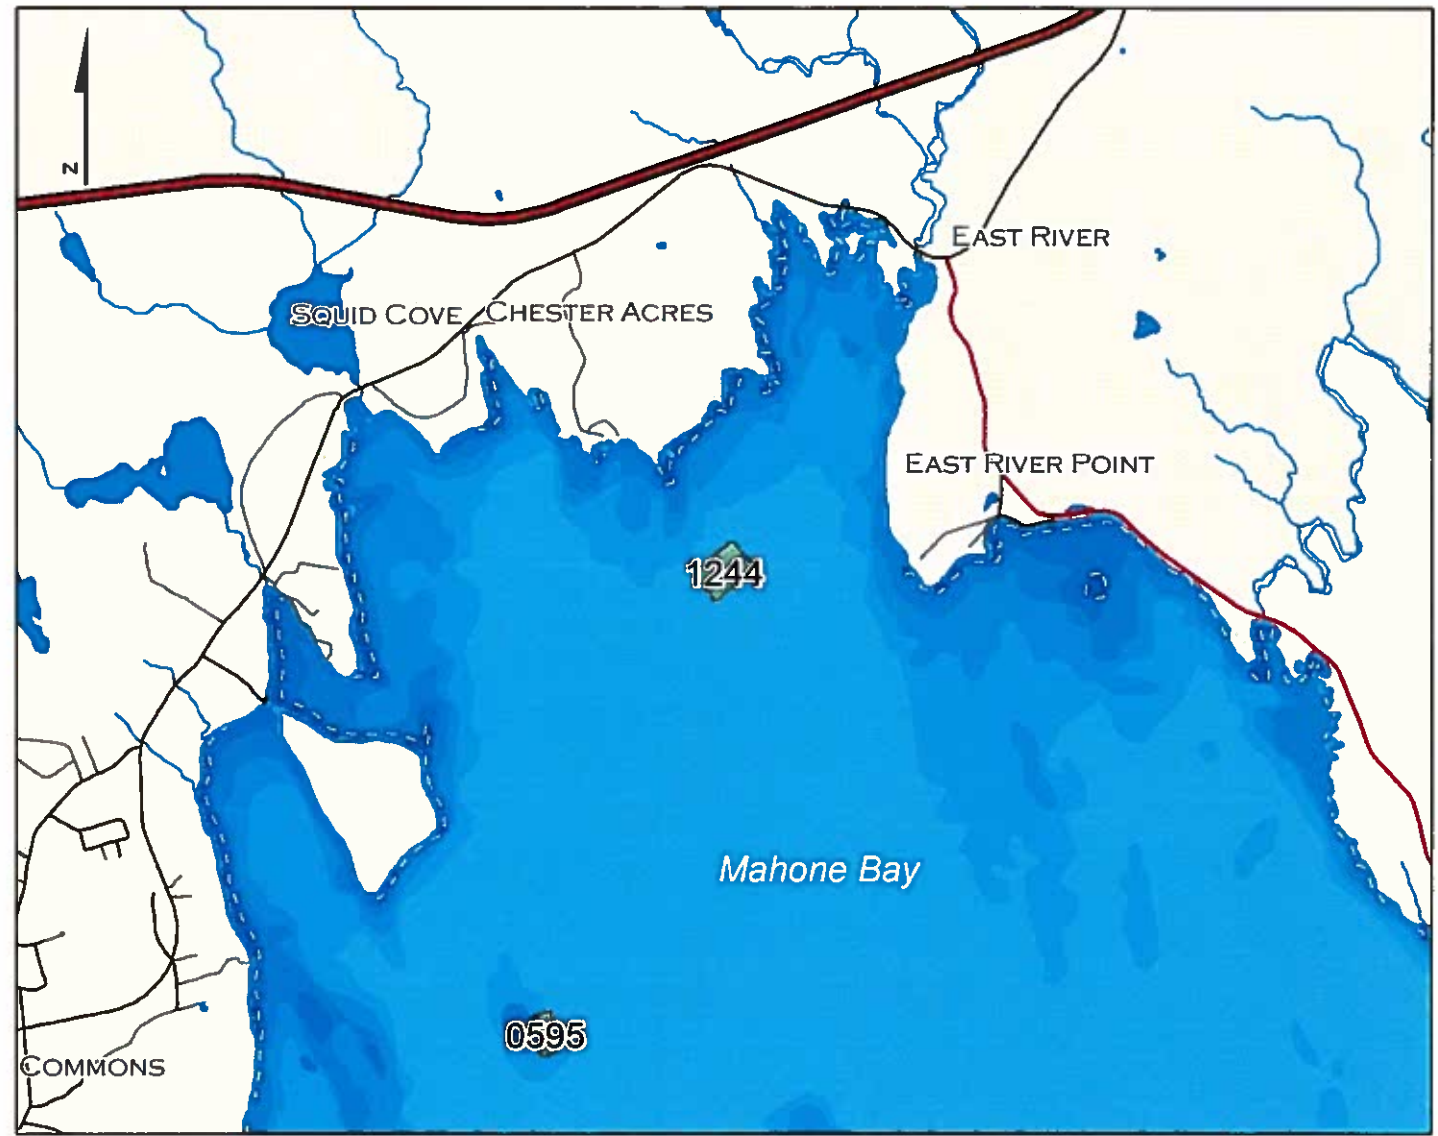 N
EAST RIVER
SQUID COVE
CHESTER ACRES
EAST RIVER POINT
1244
Mahone Bay
0595
COMMONS